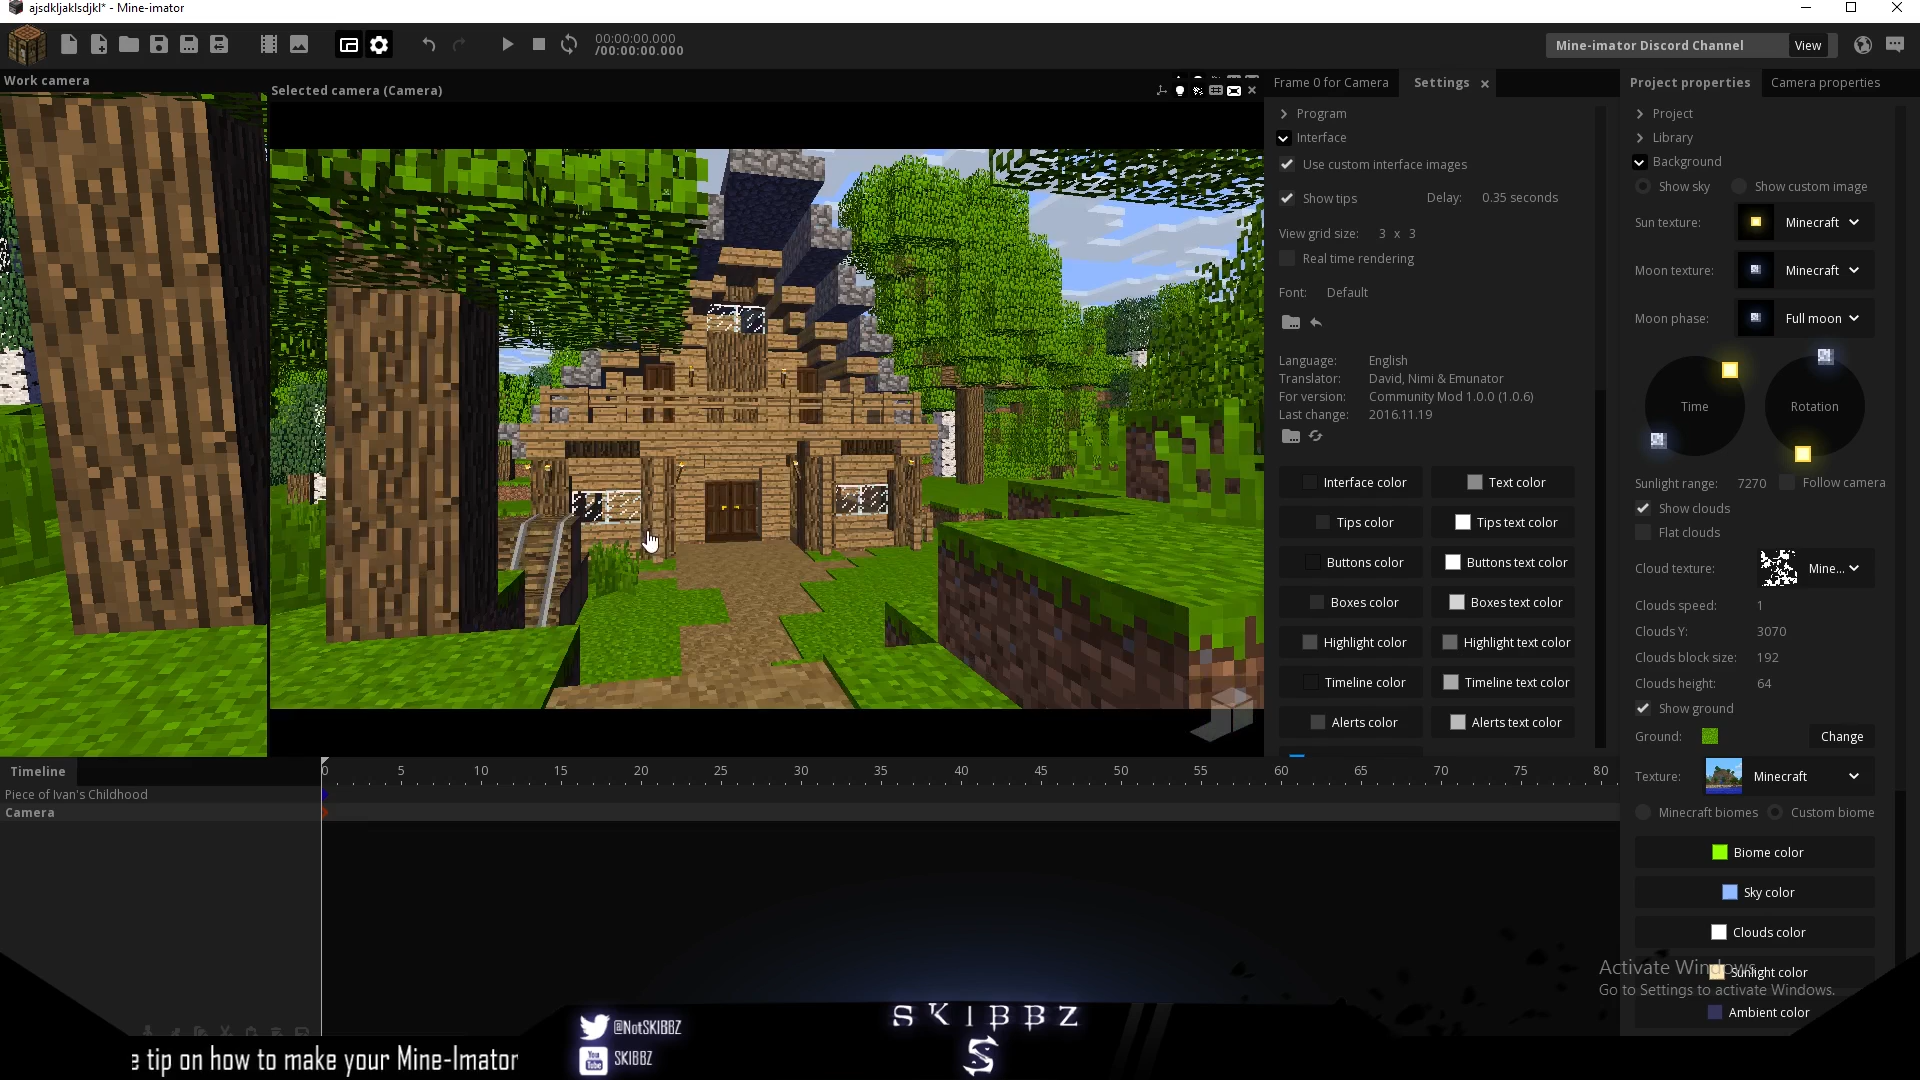 ajsdkljaklsdjkl* - Mine-imator
00:00:00.000
/00:00:00.000
Mine-imator Discord Channel
View
Work camera
Selected camera (Camera)
Frame 0 for Camera
Settings
Program
Interface
Use custom interface images
Show tips
Delay: 0.35 seconds
View grid size: 3 x 3
Real time rendering
Font: Default
Language: English
Translator: David, Nimi & Emunator
For version: Community Mod 1.0.0 (1.0.6)
Last change: 2016.11.19
Interface color
Text color
Tips color
Tips text color
Buttons color
Buttons text color
Boxes color
Boxes text color
Highlight color
Highlight text color
Timeline color
Timeline text color
Alerts color
Alerts text color
Project properties
Camera properties
Project
Library
Background
Show sky
Show custom image
Sun texture: Minecraft
Moon texture: Minecraft
Moon phase: Full moon
Time
Rotation
Sunlight range: 7270
Follow camera
Show clouds
Flat clouds
Cloud texture: Mine...
Clouds speed: 1
Clouds Y: 3070
Clouds block size: 192
Clouds height: 64
Show ground
Ground:
Change
Texture: Minecraft
Minecraft biomes
Custom biome
Biome color
Sky color
Clouds color
Sunlight color
Ambient color
Activate Windows
Go to Settings to activate Windows.
Timeline
0 5 10 15 20 25 30 35 40 45 50 55 60 65 70 75 80
Piece of Ivan's Childhood
Camera
e tip on how to make your Mine-Imator
@NotSKIBBZ
You Tube
SKIBBZ
SKIBBZ
S